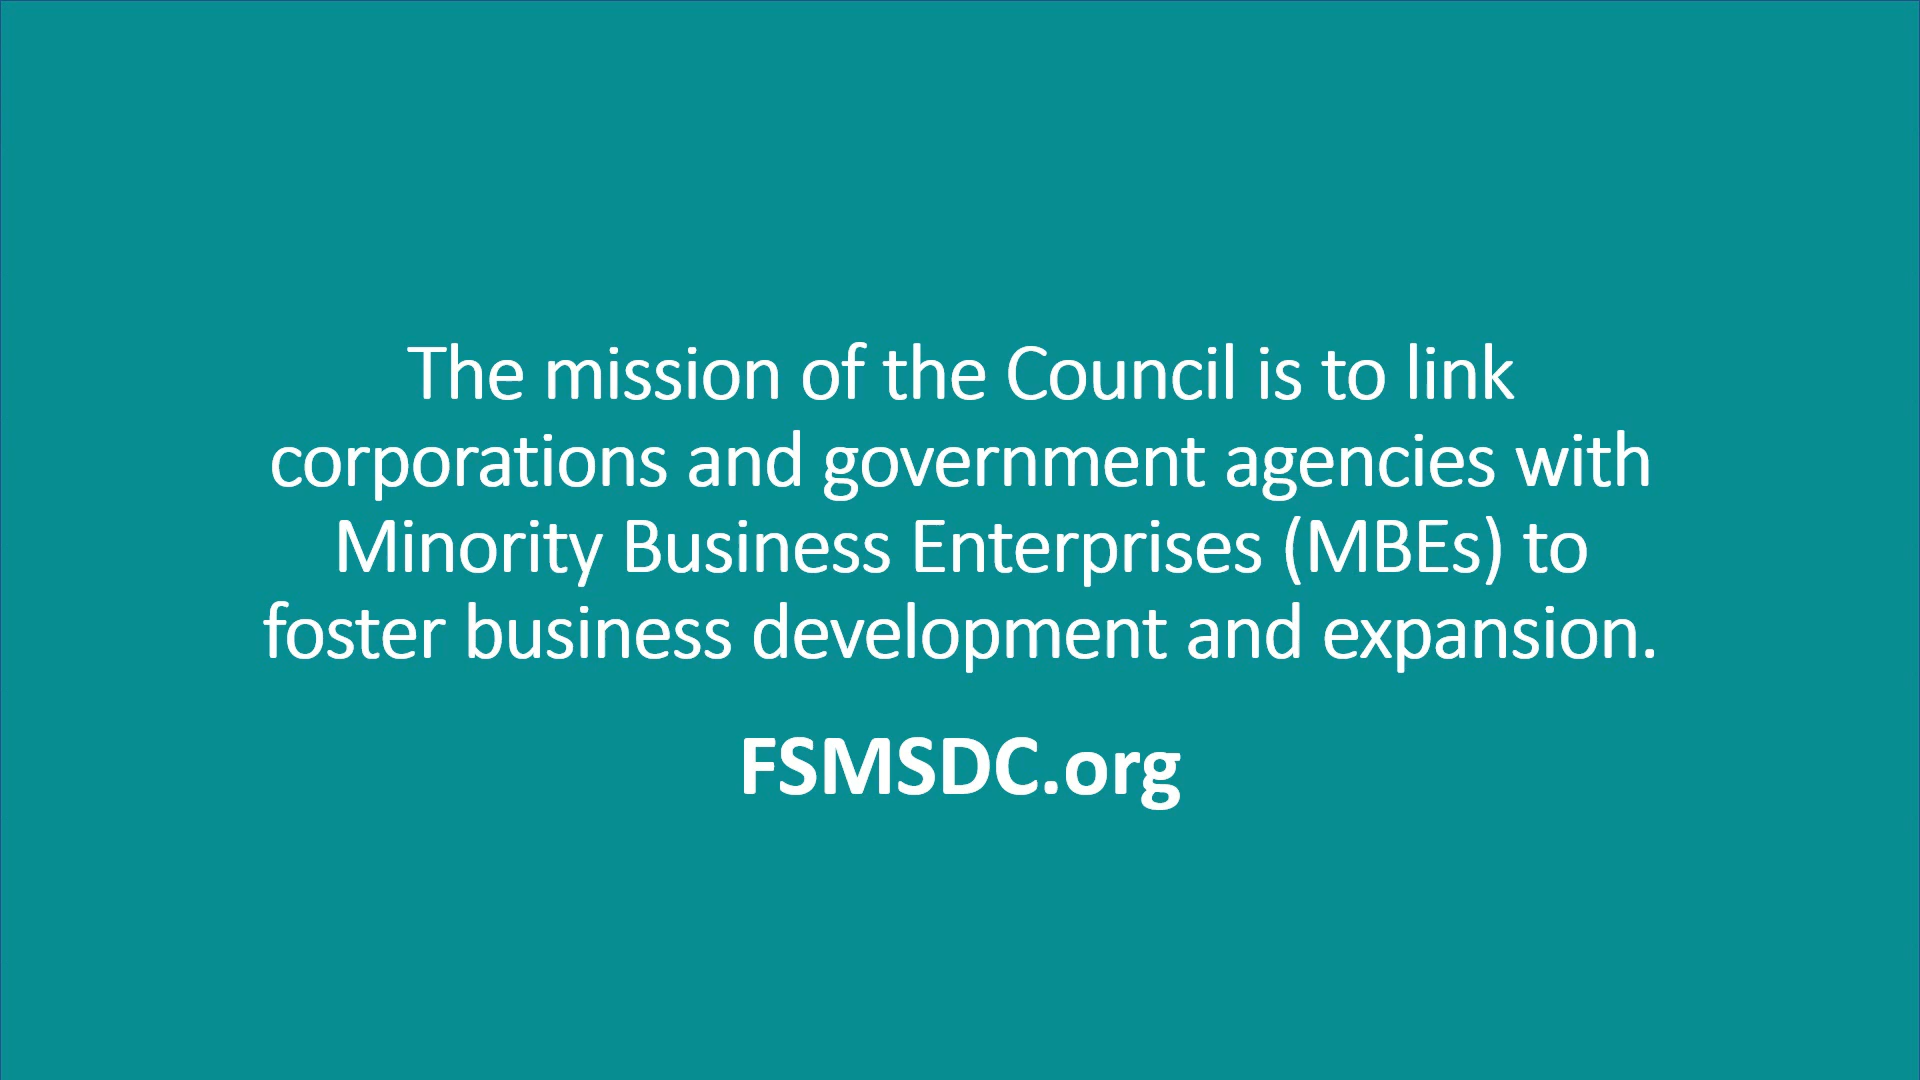 The mission of the Council is to link
corporations and government agencies with
Minority Business Enterprises (MBEs) to
foster business development and expansion.
FSMSDC.org